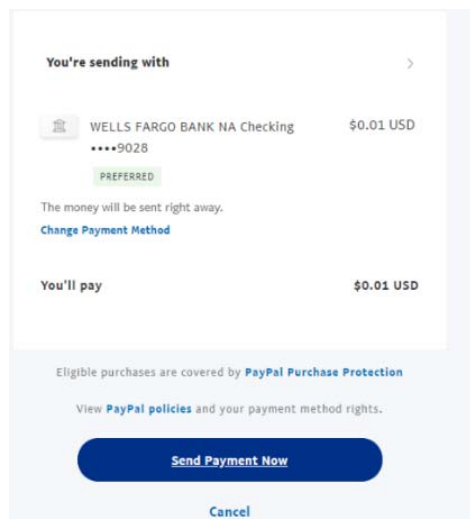 You're sending with
WELLS FARGO BANK NA Checking $0.01 USD
••••9028
PREFERRED
The money will be sent right away.
Change Payment Method
You'll pay $0.01 USD
Eligible purchases are covered by PayPal Purchase Protection
View PayPal policies and your payment method rights.
Send Payment Now
Cancel